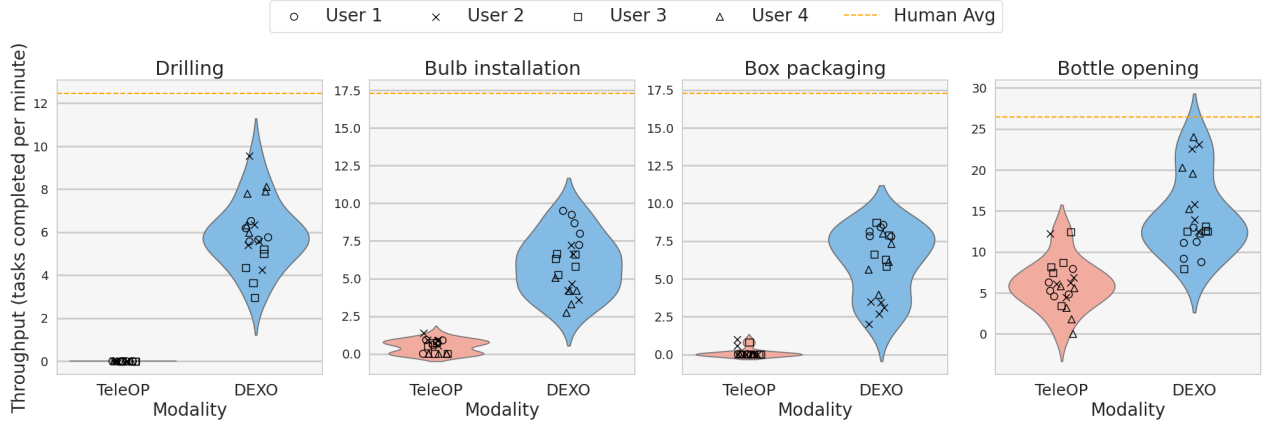 User 1 User 2 User 3 User 4 Human Avg
Throughput (tasks completed per minute)
Drilling
12
10
8
6
4
2
0
TeleOP DEXO
Modality
Bulb installation
17.5
15.0
12.5
10.0
7.5
5.0
2.5
0.0
TeleOP DEXO
Modality
Box packaging
17.5
15.0
12.5
10.0
7.5
5.0
2.5
0.0
TeleOP DEXO
Modality
Bottle opening
30
25
20
15
10
5
0
TeleOP DEXO
Modality